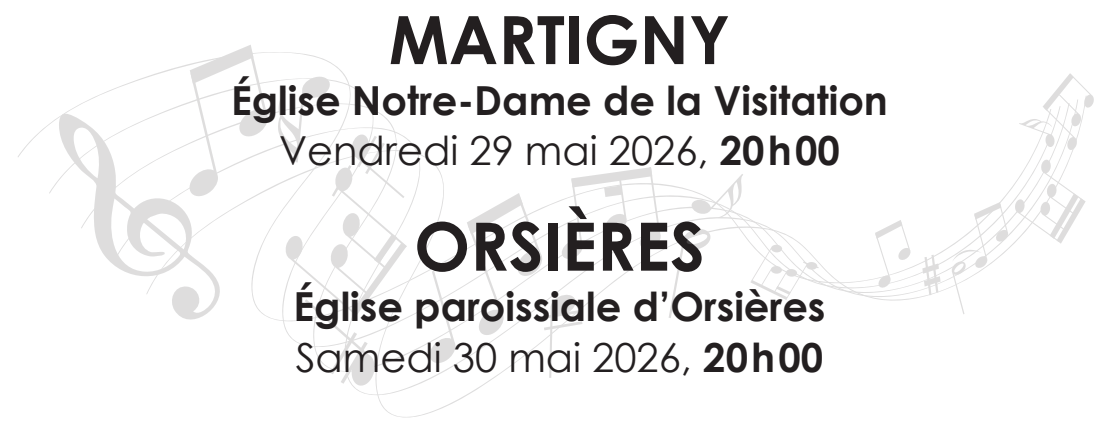 MARTIGNY
Église Notre-Dame de la Visitation
Vendredi 29 mai 2026, 20h00
ORSIÈRES
Église paroissiale d’Orsières
Samedi 30 mai 2026, 20h00